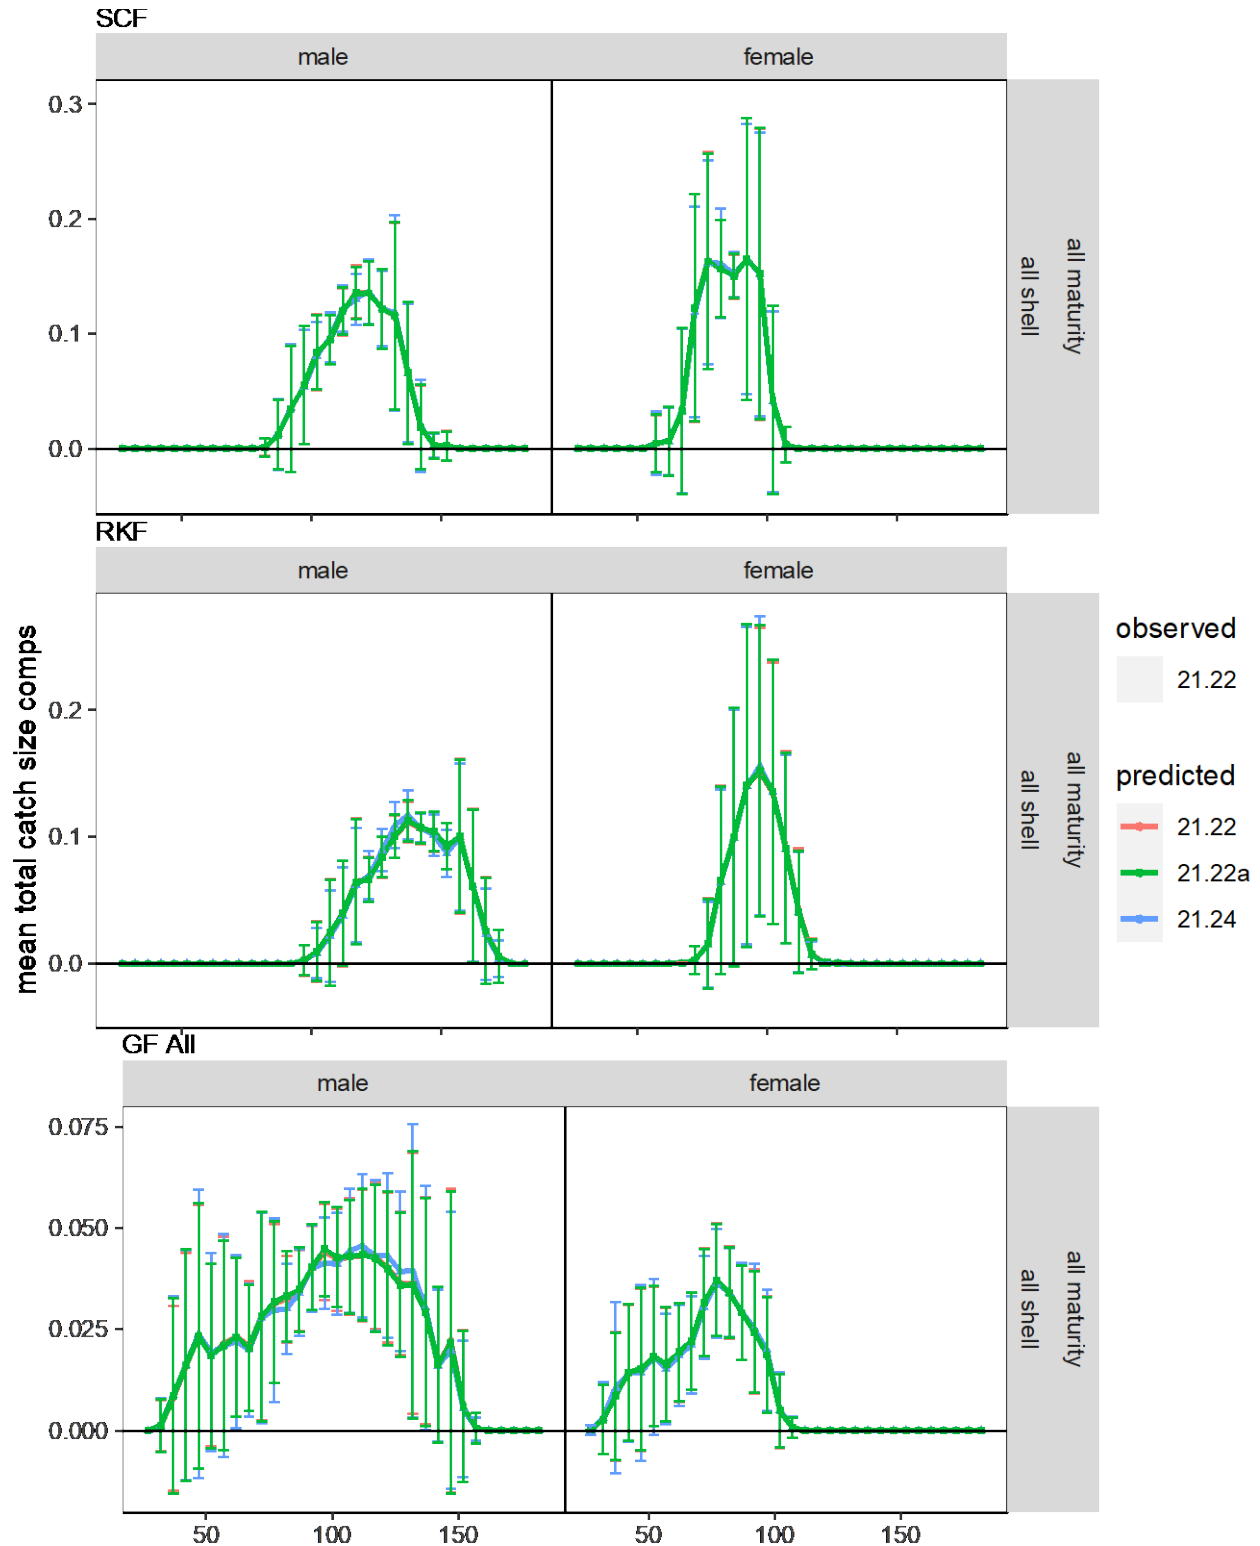 SCF
male female
0.3
0.2
0.1
0.0
all shell
all maturity
RKF
male female
0.2
0.1
0.0
all shell
all maturity
mean total catch size comps
observed
21.22
predicted
21.22
21.22a
21.24
GF All
male female
0.075
0.050
0.025
0.000
all shell
all maturity
50 100 150 50 100 150